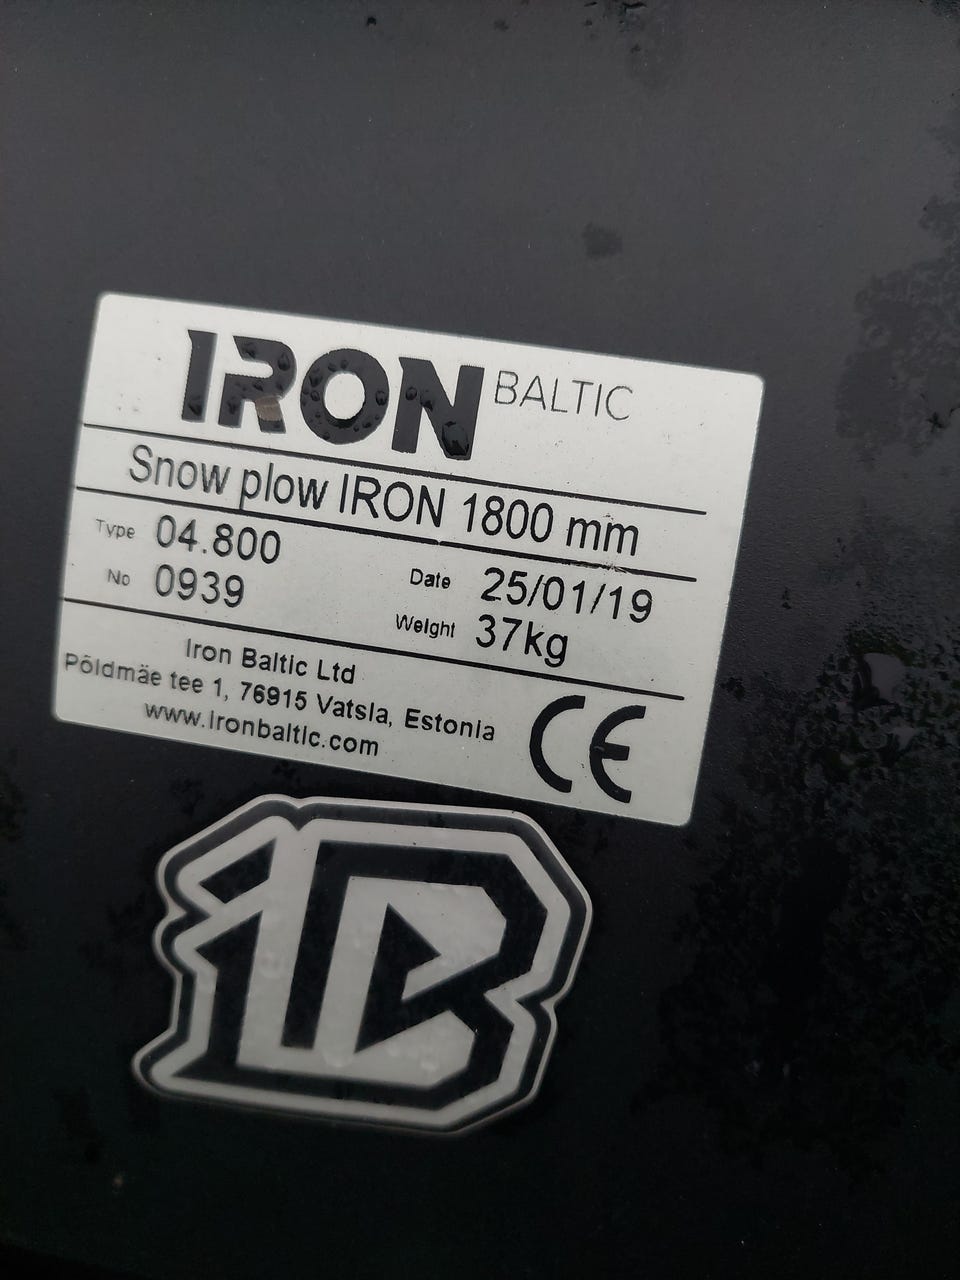 IRON BALTIC
Snow plow IRON 1800 mm
Type 04.800 Date 25/01/19
No 0939 Weight 37kg
Iron Baltic Ltd
Põldmäe tee 1, 76915 Vatsla, Estonia
www.ironbaltic.com
CE
IB